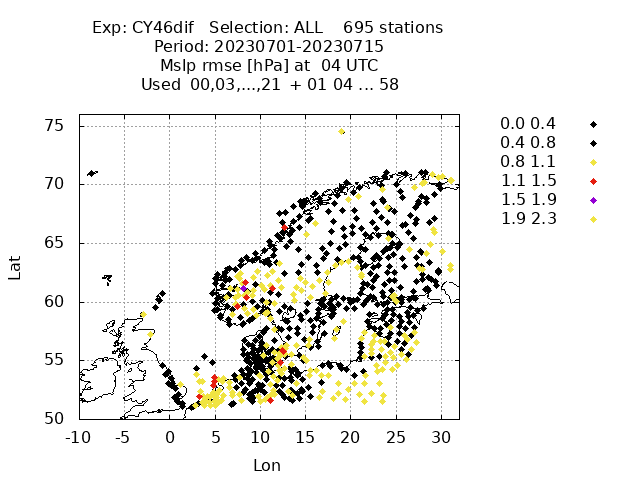 Exp: CY46dif   Selection: ALL    695 stations
Period: 20230701-20230715
Mslp rmse [hPa] at  04 UTC
Used  00,03,...,21  + 01 04 ... 58
0.0 0.4
0.4 0.8
0.8 1.1
1.1 1.5
1.5 1.9
1.9 2.3
75
70
65
60
55
50
Lat
-10 -5 0 5 10 15 20 25 30
Lon